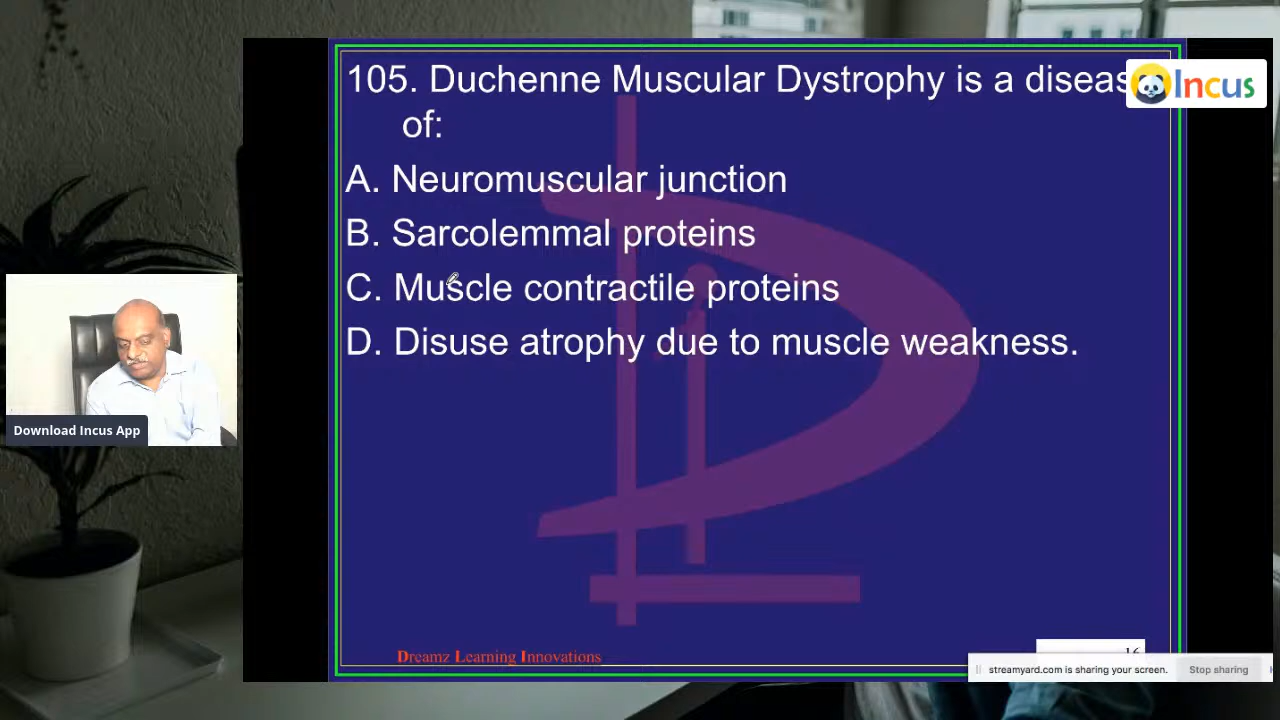 105. Duchenne Muscular Dystrophy is a diseas
of:
A. Neuromuscular junction
B. Sarcolemmal proteins
C. Muscle contractile proteins
D. Disuse atrophy due to muscle weakness.
Incus
Download Incus App
Dreamz Learning Innovations
16
streamyard.com is sharing your screen.
Stop sharing